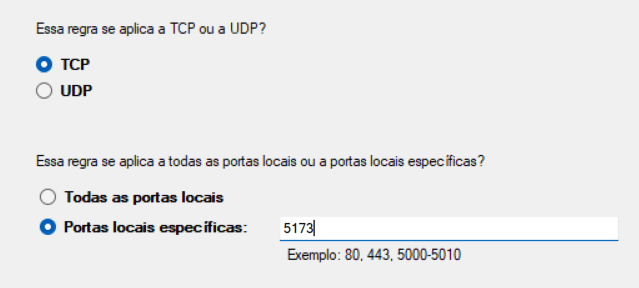 Essa regra se aplica a TCP ou a UDP?
TCP
UDP
Essa regra se aplica a todas as portas locais ou a portas locais específicas?
Todas as portas locais
Portas locais específicas: 5173
Exemplo: 80, 443, 5000-5010